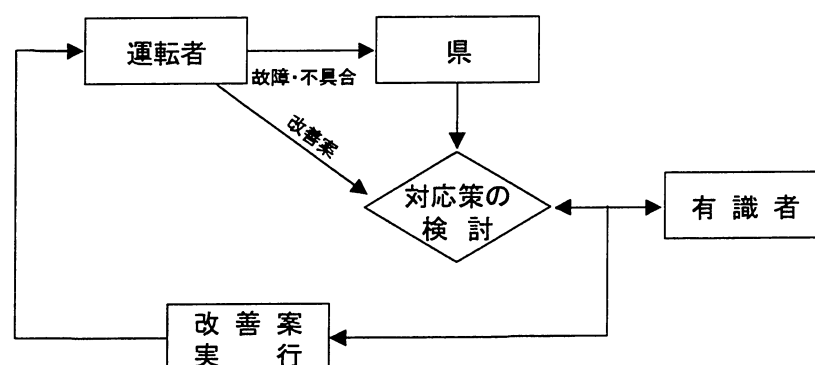 運転者
県
故障・不具合
改善案
対応策の
検 討
有 識 者
改 善 案
実 行